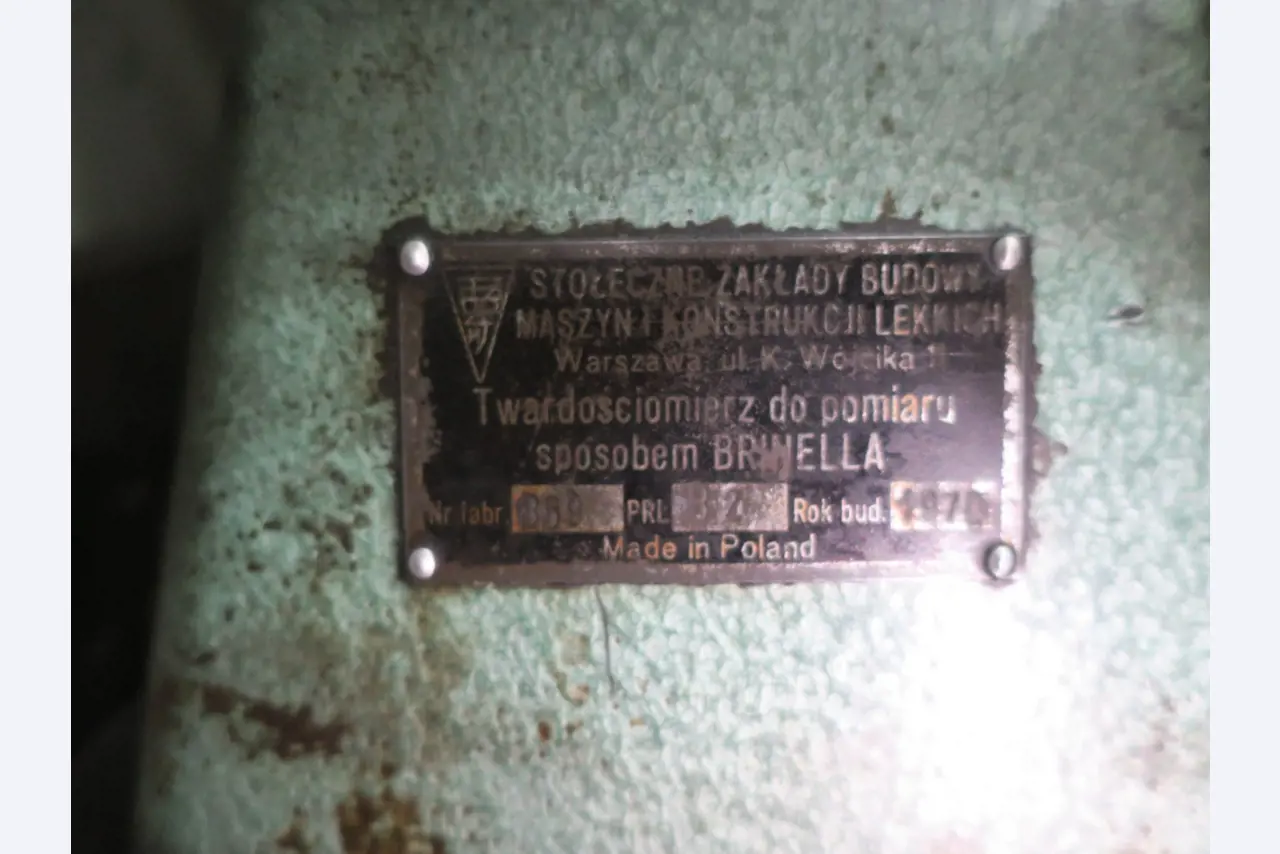 STOŁECZNE ZAKŁADY BUDOWY
MASZYN I KONSTRUKCJI LEKKICH
Warszawa ul. K. Wójcika
Twardościomierz do pomiaru
sposobem BRINELLA
Nr fabr. PRL Rok bud. 1970
Made in Poland